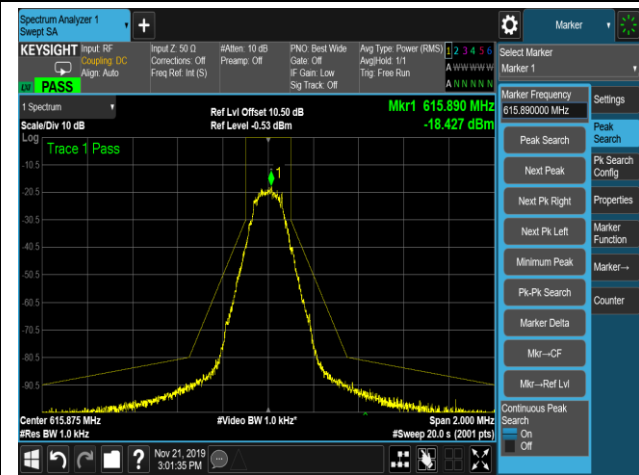 Spectrum Analyzer 1
Swept SA
Marker
KEYSIGHT
Input: RF
Coupling: DC
Align: Auto
Input Z: 50 Ω
Corrections: Off
Freq Ref: Int (S)
#Atten: 10 dB
Preamp: Off
PNO: Best Wide
Gate: Off
IF Gain: Low
Sig Track: Off
Avg Type: Power (RMS)
Avg|Hold: 1/1
Trig: Free Run
1 2 3 4 5 6
A W W W W W
A N N N N N
PASS
Select Marker
Marker 1
1 Spectrum
Scale/Div 10 dB
Log
Ref Lvl Offset 10.50 dB
Ref Level -0.53 dBm
Mkr1 615.890 MHz
-18.427 dBm
Trace 1 Pass
1
-10.5
-20.5
-30.5
-40.5
-50.5
-60.5
-70.5
-80.5
-90.5
Center 615.875 MHz
#Res BW 1.0 kHz
#Video BW 1.0 kHz*
Span 2.000 MHz
#Sweep 20.0 s (2001 pts)
Marker Frequency
615.890000 MHz
Peak Search
Next Peak
Next Pk Right
Next Pk Left
Minimum Peak
Pk-Pk Search
Marker Delta
Mkr→CF
Mkr→Ref Lvl
Continuous Peak
Search
On
Off
Settings
Peak
Search
Pk Search
Config
Properties
Marker
Function
Marker→
Counter
Nov 21, 2019
3:01:35 PM